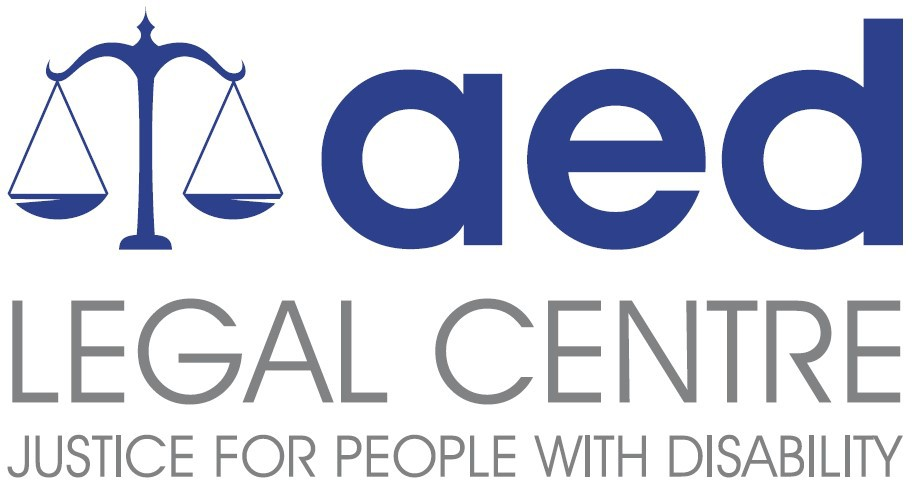 aed
LEGAL CENTRE
JUSTICE FOR PEOPLE WITH DISABILITY